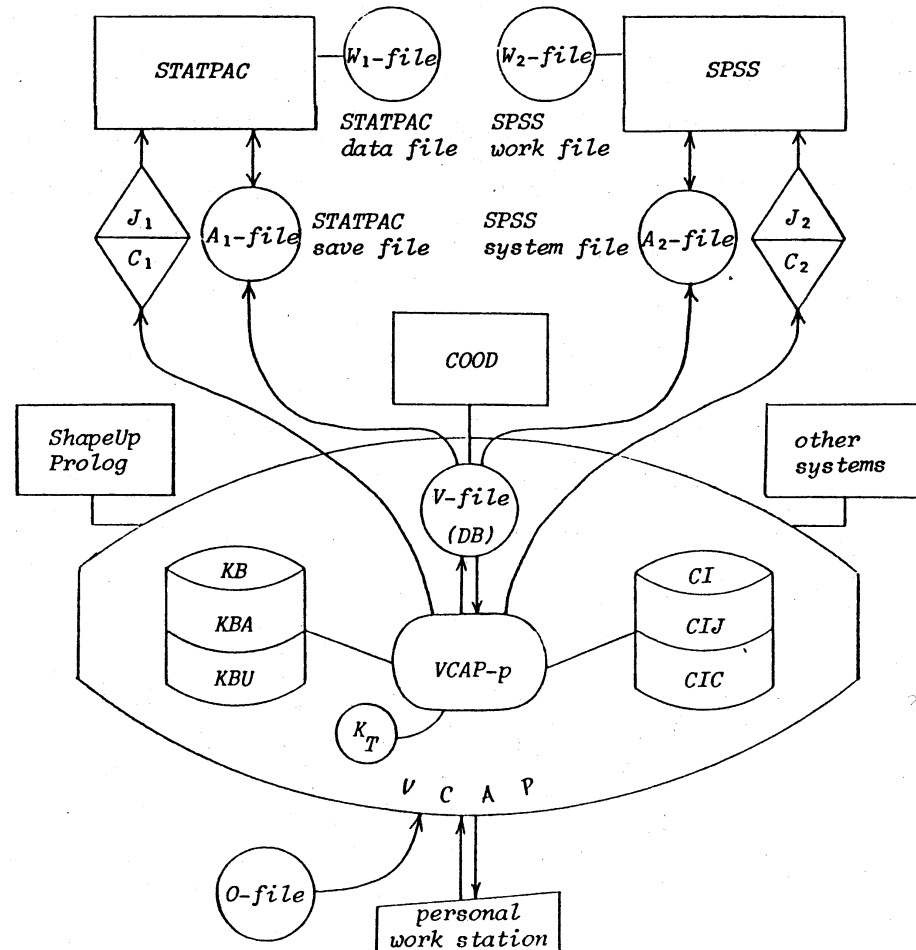 STATPAC
W1-file
W2-file
SPSS
STATPAC
data file
SPSS
work file
J1
C1
A1-file
STATPAC
save file
SPSS
system file
A2-file
J2
C2
COOD
ShapeUp
Prolog
other
systems
V-file
(DB)
KB
KBA
KBU
VCAP-p
CI
CIJ
CIC
KT
V C A P
O-file
personal
work station